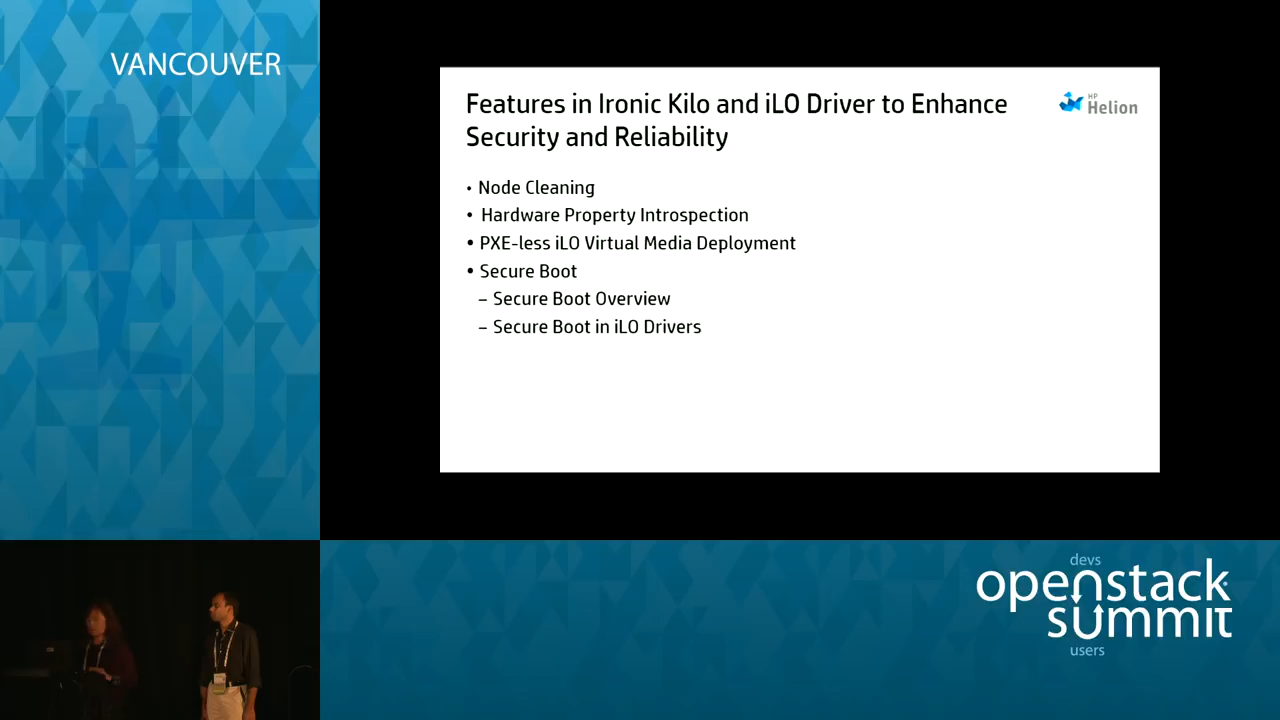 VANCOUVER
Features in Ironic Kilo and iLO Driver to Enhance
Security and Reliability
HP
Helion
• Node Cleaning
• Hardware Property Introspection
• PXE-less iLO Virtual Media Deployment
• Secure Boot
– Secure Boot Overview
– Secure Boot in iLO Drivers
devs
openstack
summit
users